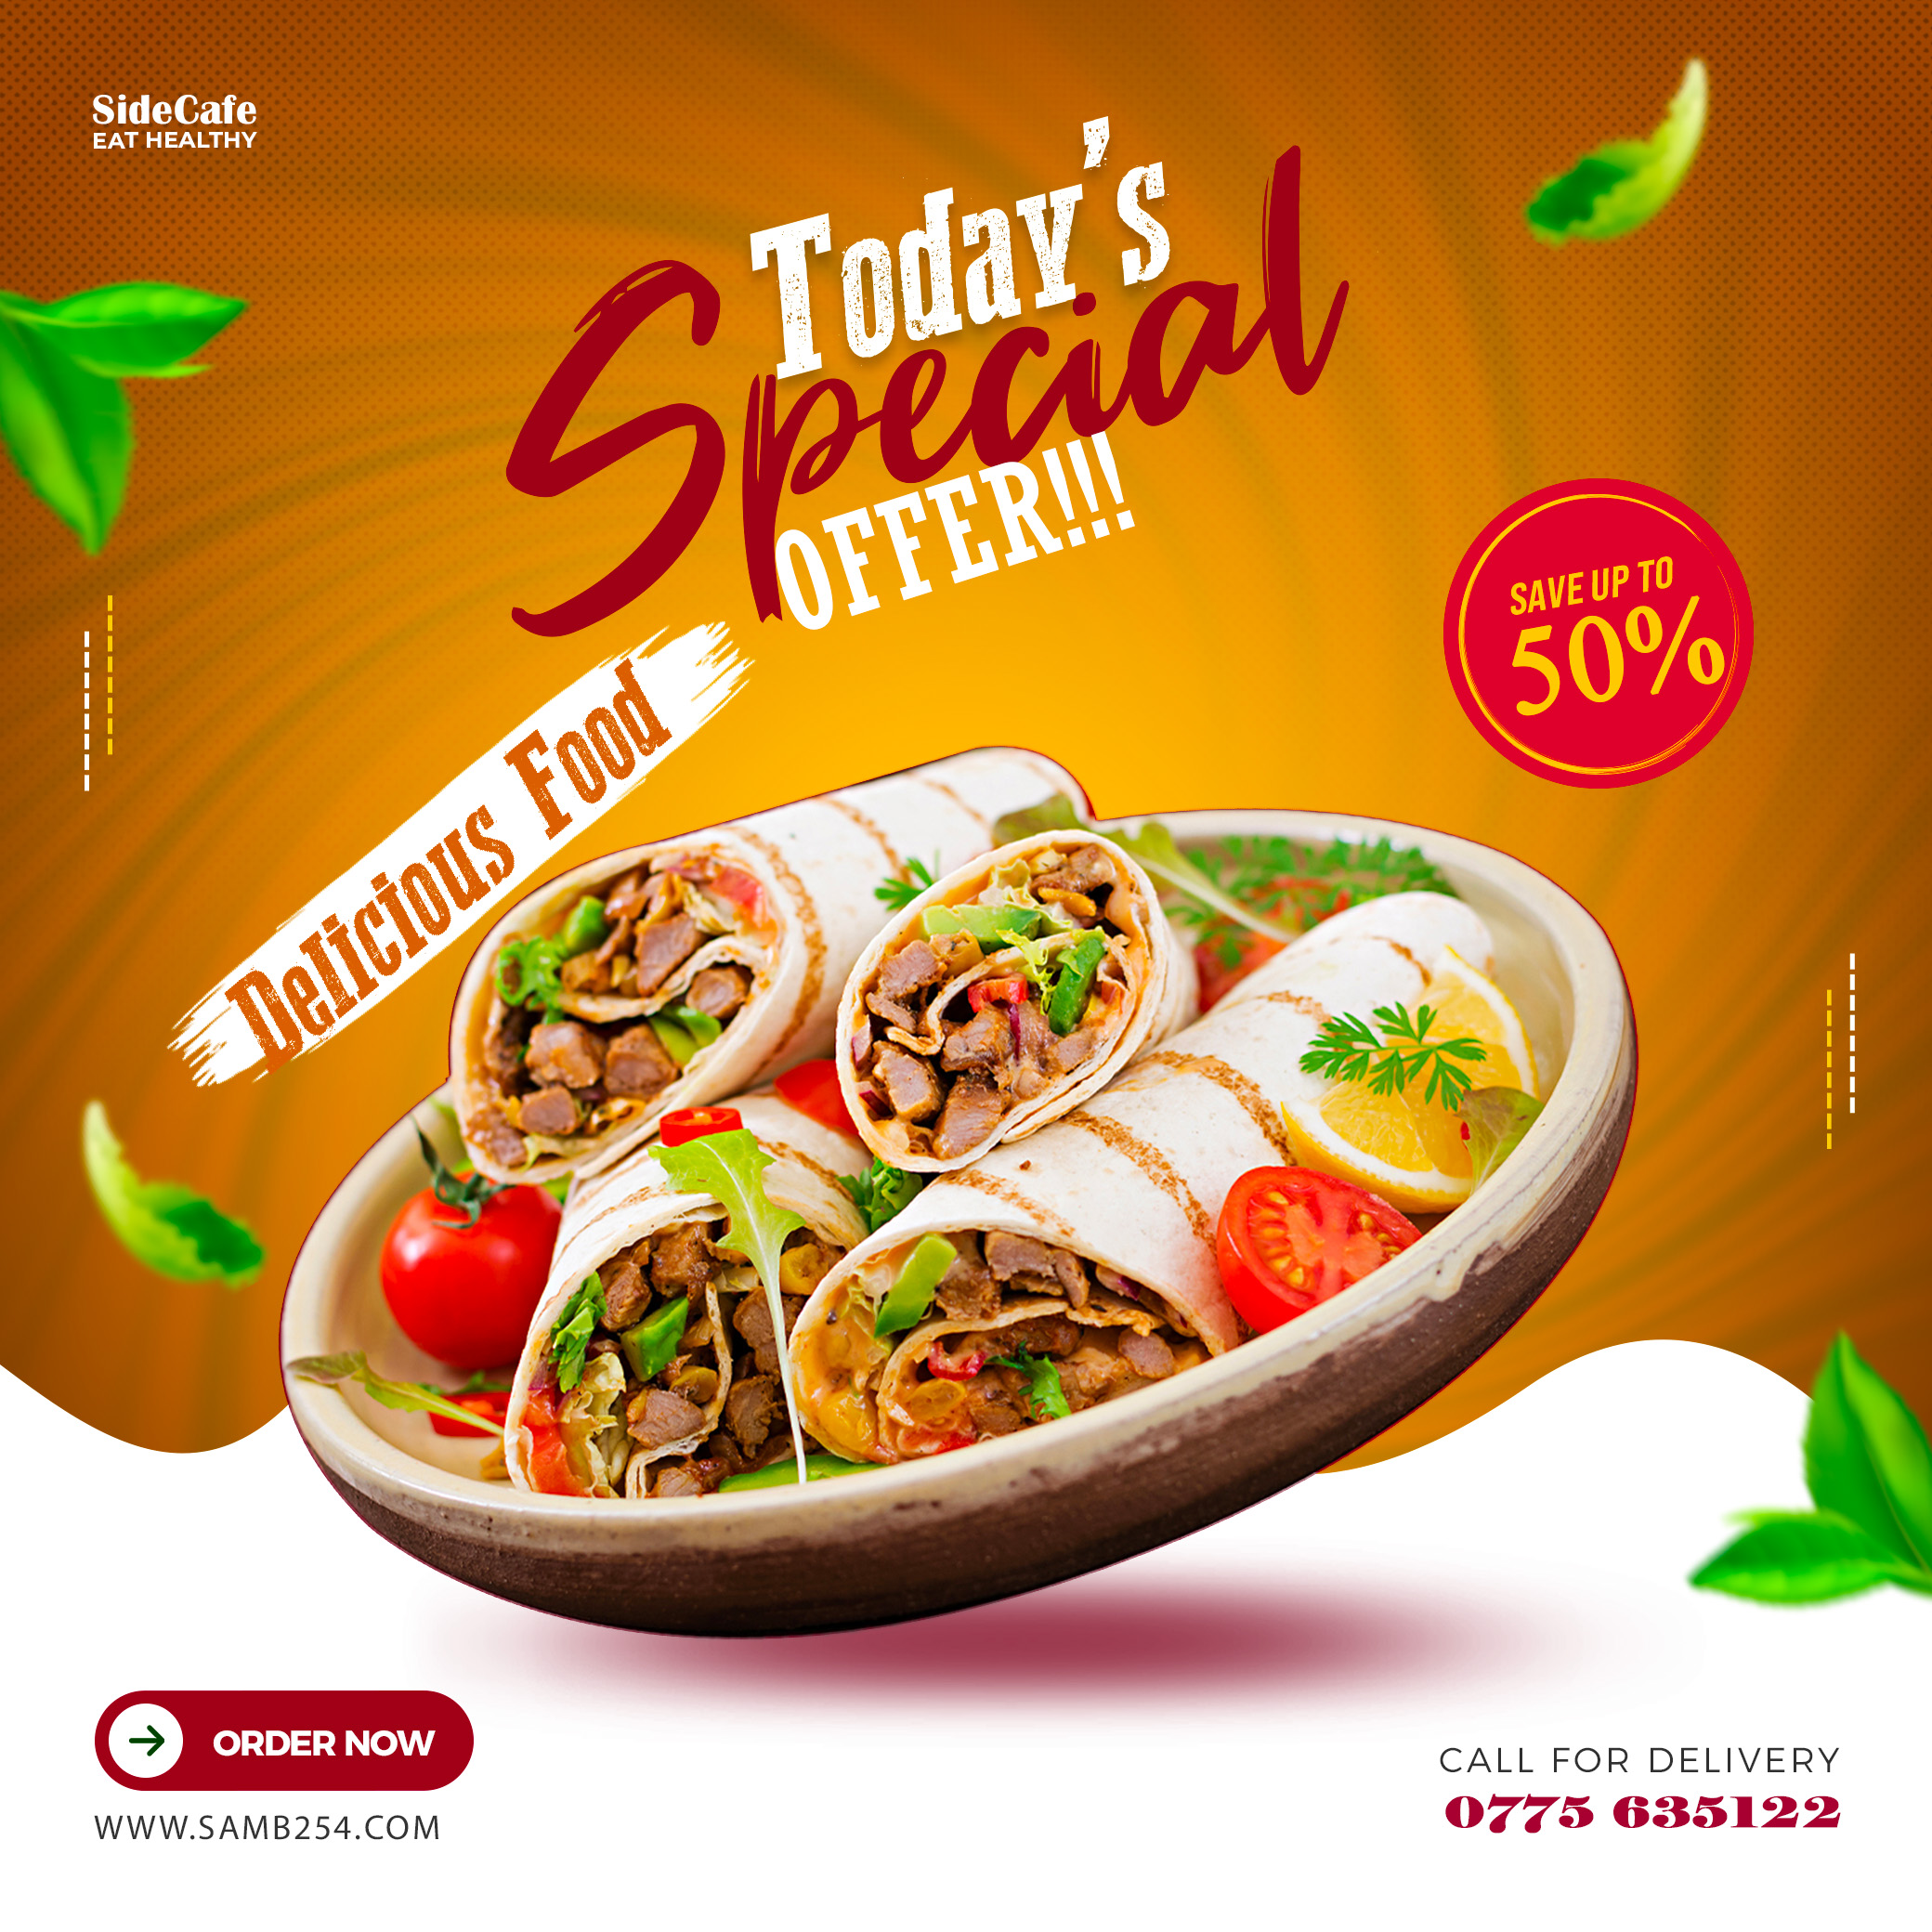 SideCafe
EAT HEALTHY
Today's
Special
OFFER!!!
SAVE UP TO
50%
Delicious Food
ORDER NOW
WWW.SAMB254.COM
CALL FOR DELIVERY
0775 635122